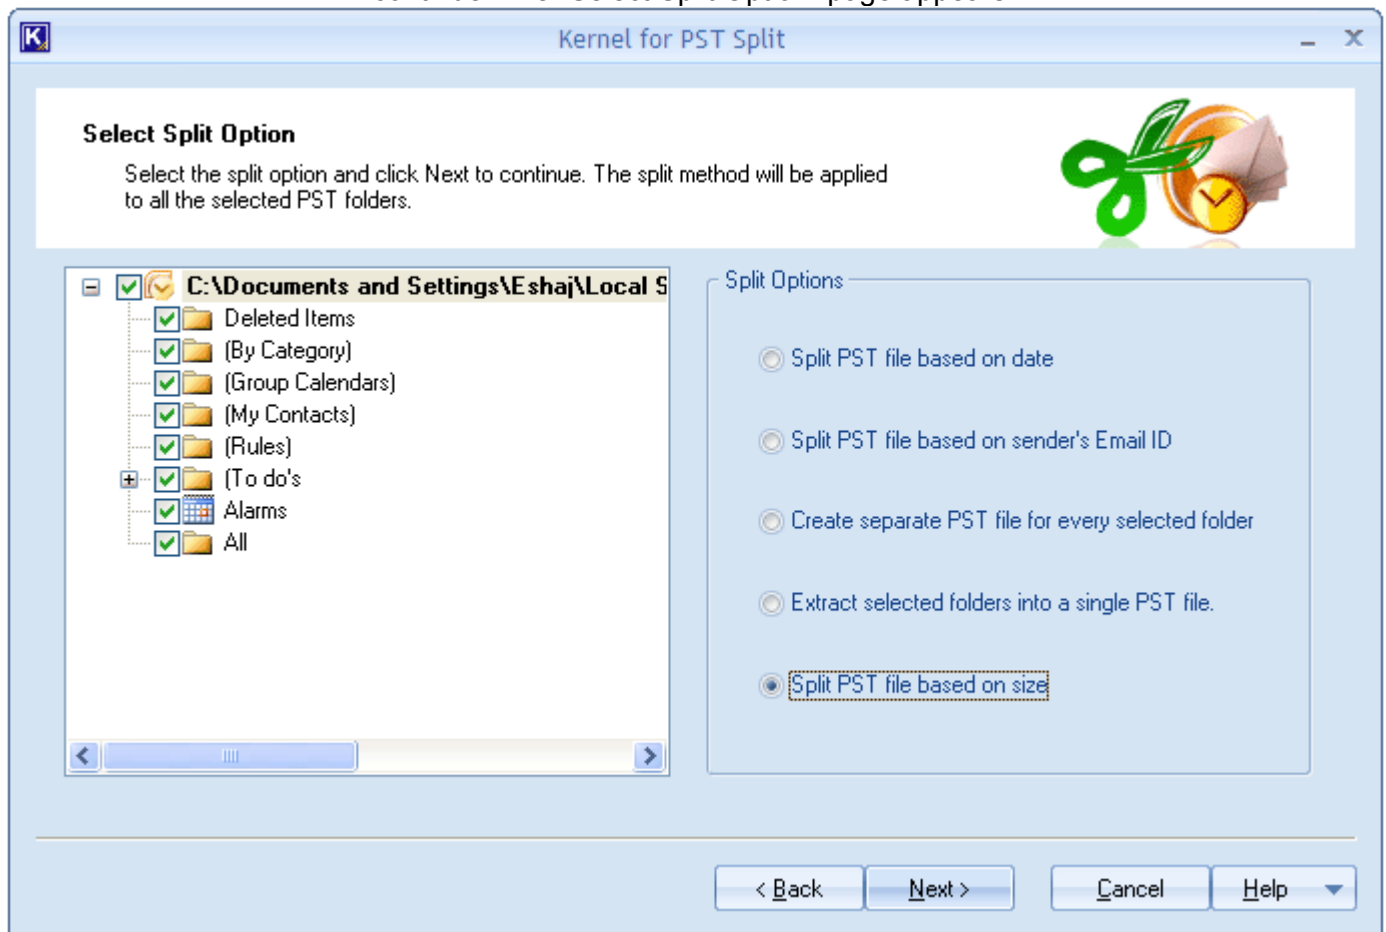 Kernel for PST Split
Select Split Option
Select the split option and click Next to continue. The split method will be applied
to all the selected PST folders.
C:\Documents and Settings\Eshaj\Local S
Deleted Items
(By Category)
(Group Calendars)
(My Contacts)
(Rules)
(To do's
Alarms
All
Split Options
Split PST file based on date
Split PST file based on sender's Email ID
Create separate PST file for every selected folder
Extract selected folders into a single PST file.
Split PST file based on size
< Back
Next >
Cancel
Help